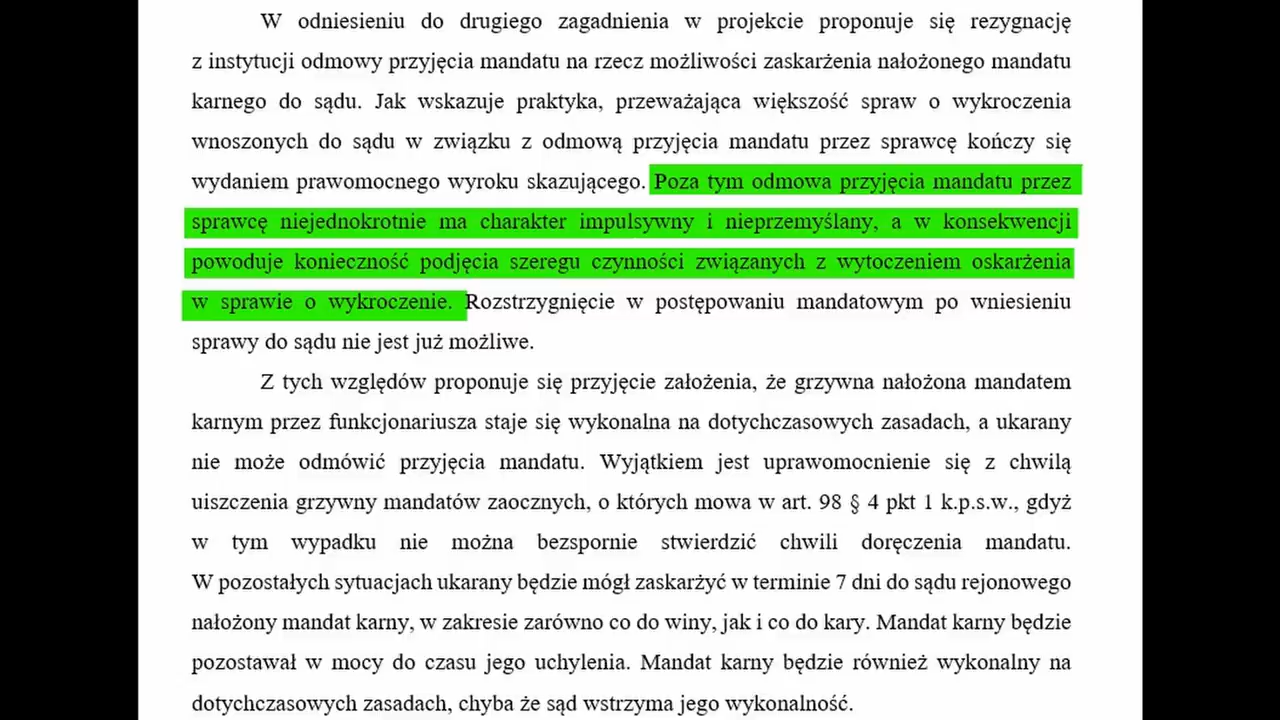 W odniesieniu do drugiego zagadnienia w projekcie proponuje się rezygnację
z instytucji odmowy przyjęcia mandatu na rzecz możliwości zaskarżenia nałożonego mandatu
karnego do sądu. Jak wskazuje praktyka, przeważająca większość spraw o wykroczenia
wnoszonych do sądu w związku z odmową przyjęcia mandatu przez sprawcę kończy się
wydaniem prawomocnego wyroku skazującego. Poza tym odmowa przyjęcia mandatu przez
sprawcę niejednokrotnie ma charakter impulsywny i nieprzemyślany, a w konsekwencji
powoduje konieczność podjęcia szeregu czynności związanych z wytoczeniem oskarżenia
w sprawie o wykroczenie. Rozstrzygnięcie w postępowaniu mandatowym po wniesieniu
sprawy do sądu nie jest już możliwe.
Z tych względów proponuje się przyjęcie założenia, że grzywna nałożona mandatem
karnym przez funkcjonariusza staje się wykonalna na dotychczasowych zasadach, a ukarany
nie może odmówić przyjęcia mandatu. Wyjątkiem jest uprawomocnienie się z chwilą
uiszczenia grzywny mandatów zaocznych, o których mowa w art. 98 § 4 pkt 1 k.p.s.w., gdyż
w tym wypadku nie można bezspornie stwierdzić chwili doręczenia mandatu.
W pozostałych sytuacjach ukarany będzie mógł zaskarżyć w terminie 7 dni do sądu rejonowego
nałożony mandat karny, w zakresie zarówno co do winy, jak i co do kary. Mandat karny będzie
pozostawał w mocy do czasu jego uchylenia. Mandat karny będzie również wykonalny na
dotychczasowych zasadach, chyba że sąd wstrzyma jego wykonalność.